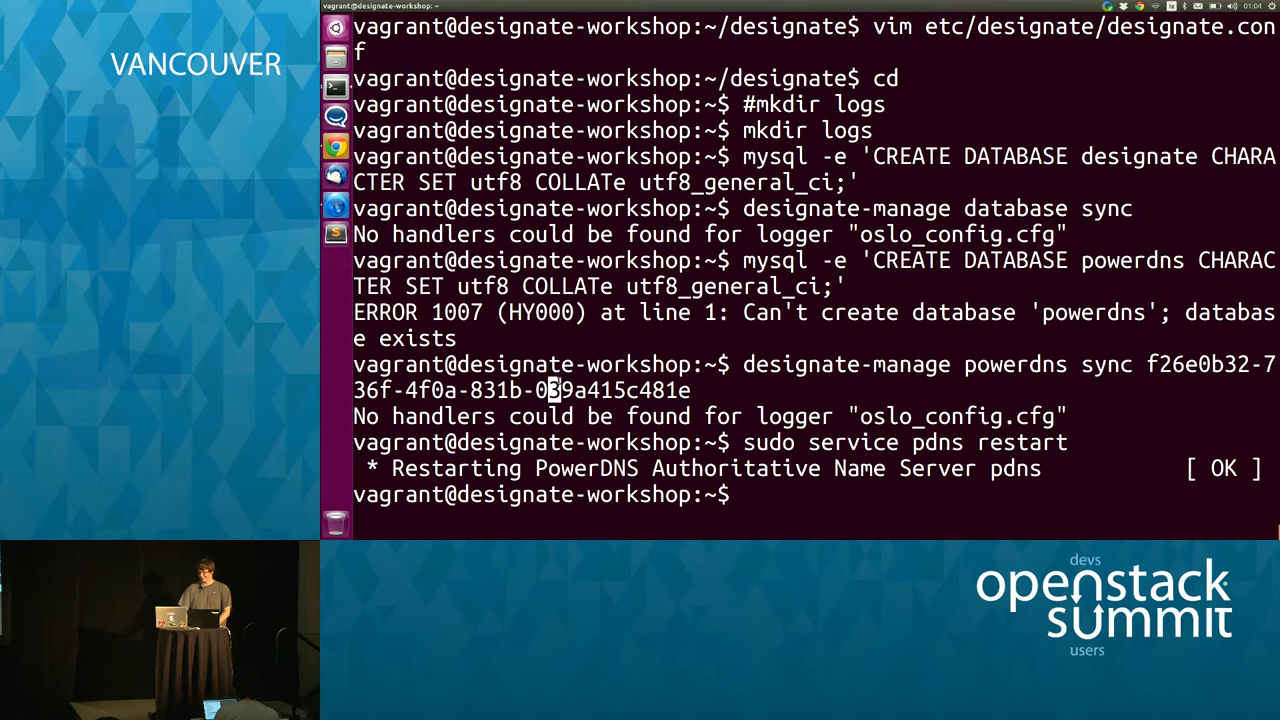 vagrant@designate-workshop: ~
01:04
VANCOUVER
vagrant@designate-workshop:~/designate$ vim etc/designate/designate.con
f
vagrant@designate-workshop:~/designate$ cd
vagrant@designate-workshop:~$ #mkdir logs
vagrant@designate-workshop:~$ mkdir logs
vagrant@designate-workshop:~$ mysql -e 'CREATE DATABASE designate CHARA
CTER SET utf8 COLLATe utf8_general_ci;'
vagrant@designate-workshop:~$ designate-manage database sync
No handlers could be found for logger "oslo_config.cfg"
vagrant@designate-workshop:~$ mysql -e 'CREATE DATABASE powerdns CHARAC
TER SET utf8 COLLATe utf8_general_ci;'
ERROR 1007 (HY000) at line 1: Can't create database 'powerdns'; databas
e exists
vagrant@designate-workshop:~$ designate-manage powerdns sync f26e0b32-7
36f-4f0a-831b-039a415c481e
No handlers could be found for logger "oslo_config.cfg"
vagrant@designate-workshop:~$ sudo service pdns restart
* Restarting PowerDNS Authoritative Name Server pdns [ OK ]
vagrant@designate-workshop:~$
devs
openstack
summit
users